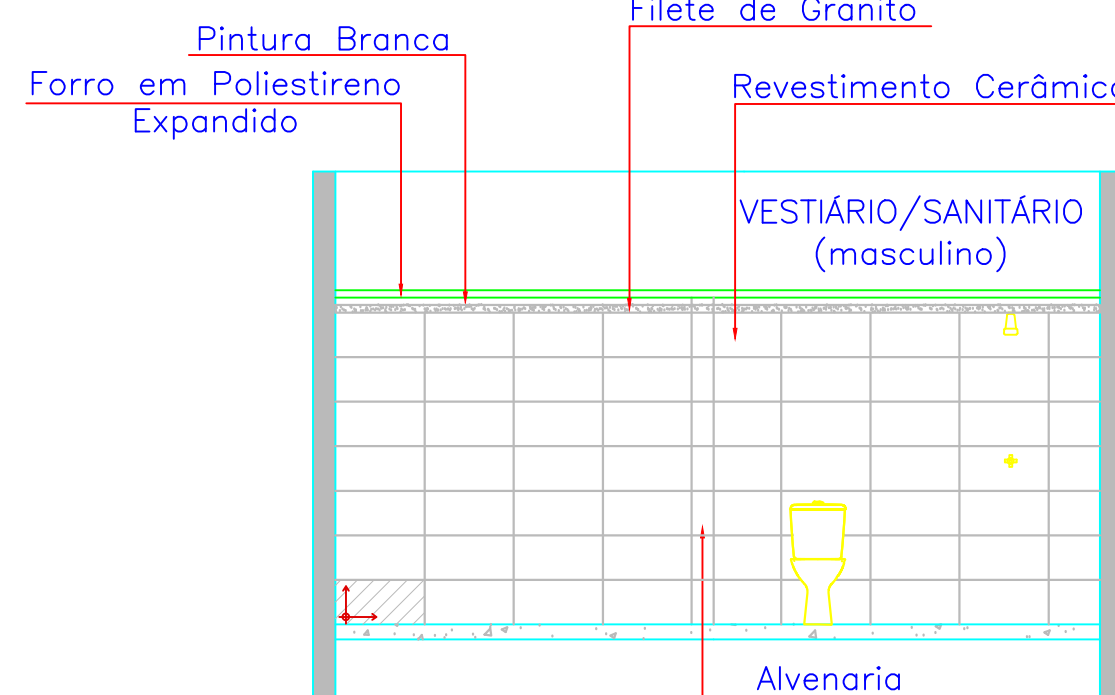 Filete de Granito
Pintura Branca
Forro em Poliestireno
Expandido
Revestimento Cerâmico
VESTIÁRIO/SANITÁRIO
(masculino)
Alvenaria